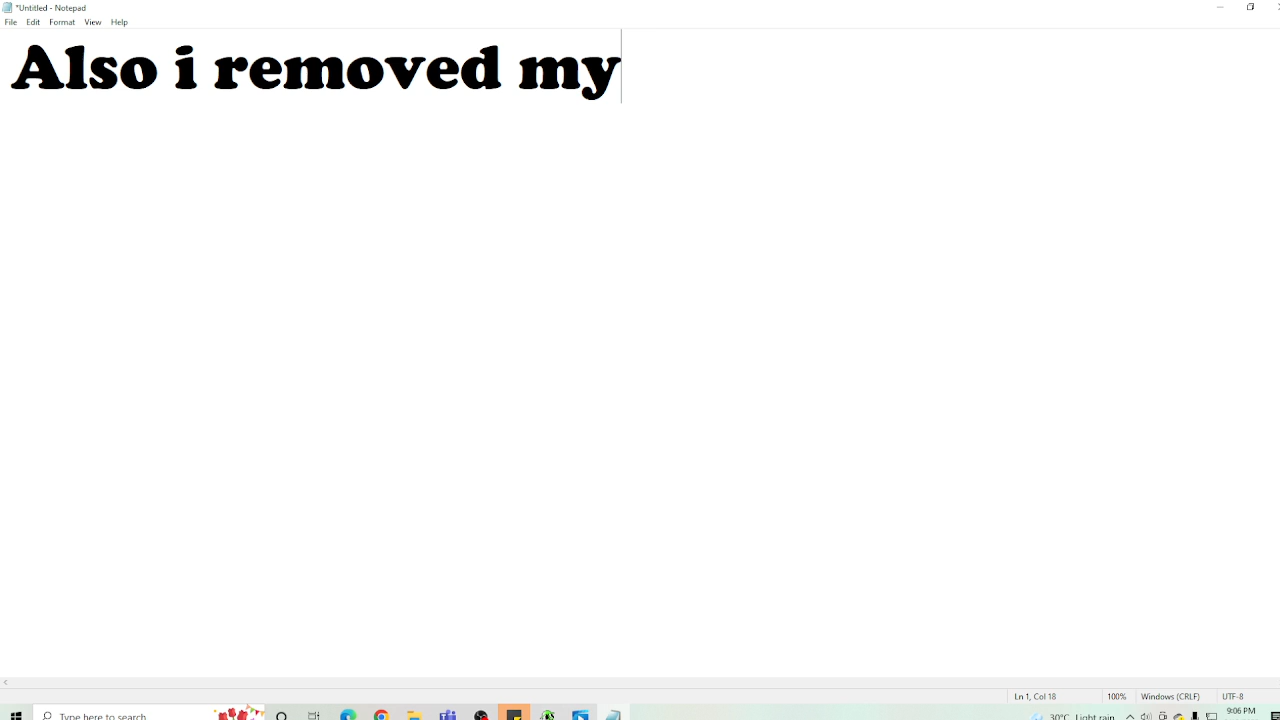 *Untitled - Notepad
File Edit Format View Help
Also i removed my
Ln 1, Col 18 100% Windows (CRLF) UTF-8
Type here to search 30°C Light rain 9:06 PM